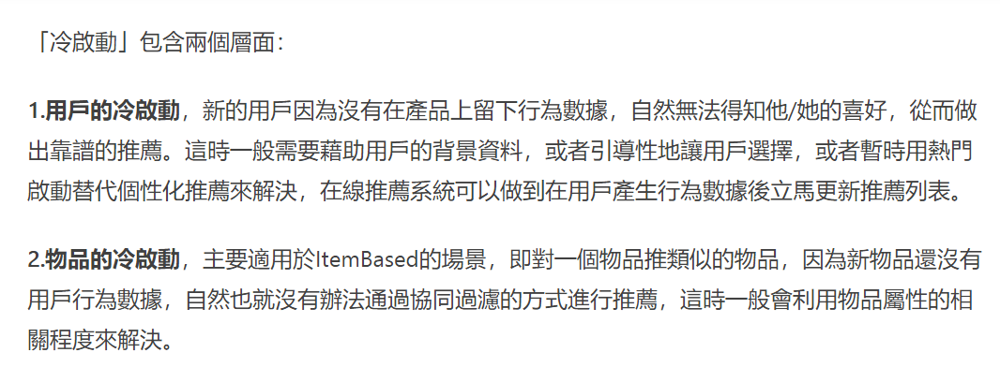 「冷啟動」包含兩個層面：
1.用戶的冷啟動，新的用戶因為沒有在產品上留下行為數據，自然無法得知他/她的喜好，從而做
出靠譜的推薦。這時一般需要藉助用戶的背景資料，或者引導性地讓用戶選擇，或者暫時用熱門
啟動替代個性化推薦來解決，在線推薦系統可以做到在用戶產生行為數據後立馬更新推薦列表。
2.物品的冷啟動，主要適用於ItemBased的場景，即對一個物品推類似的物品，因為新物品還沒有
用戶行為數據，自然也就沒有辦法通過協同過濾的方式進行推薦，這時一般會利用物品屬性的相
關程度來解決。